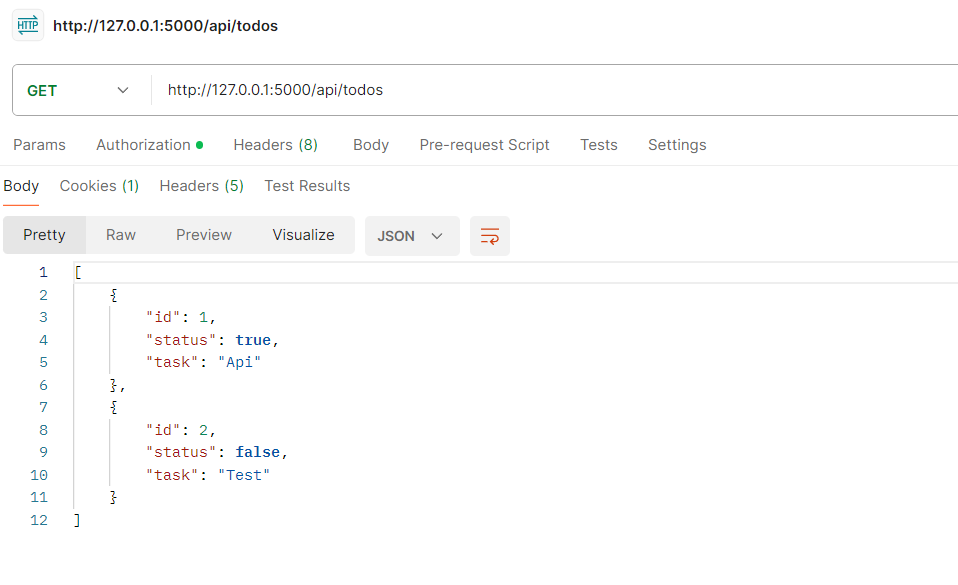 HTTP http://127.0.0.1:5000/api/todos
GET http://127.0.0.1:5000/api/todos
Params Authorization Headers (8) Body Pre-request Script Tests Settings
Body Cookies (1) Headers (5) Test Results
Pretty Raw Preview Visualize JSON
1 [
2 {
3 "id": 1,
4 "status": true,
5 "task": "Api"
6 },
7 {
8 "id": 2,
9 "status": false,
10 "task": "Test"
11 }
12 ]